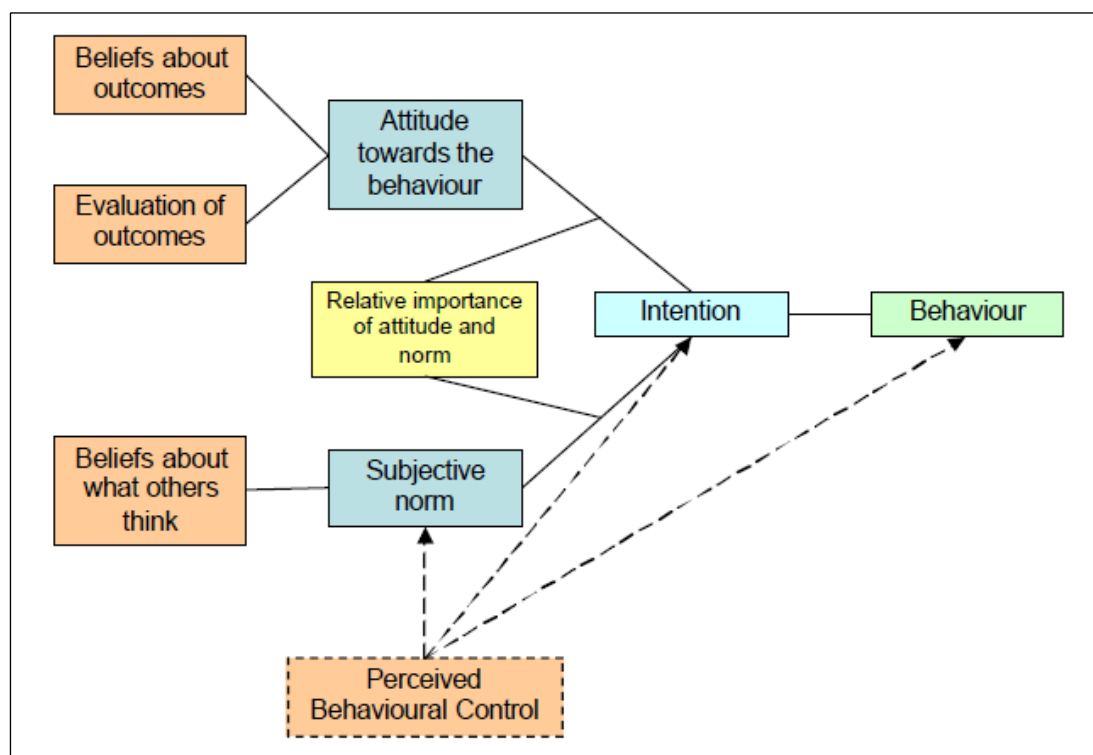 Beliefs about
outcomes
Attitude
towards the
behaviour
Evaluation of
outcomes
Relative importance
of attitude and
norm
Intention
Behaviour
Beliefs about
what others
think
Subjective
norm
Perceived
Behavioural Control